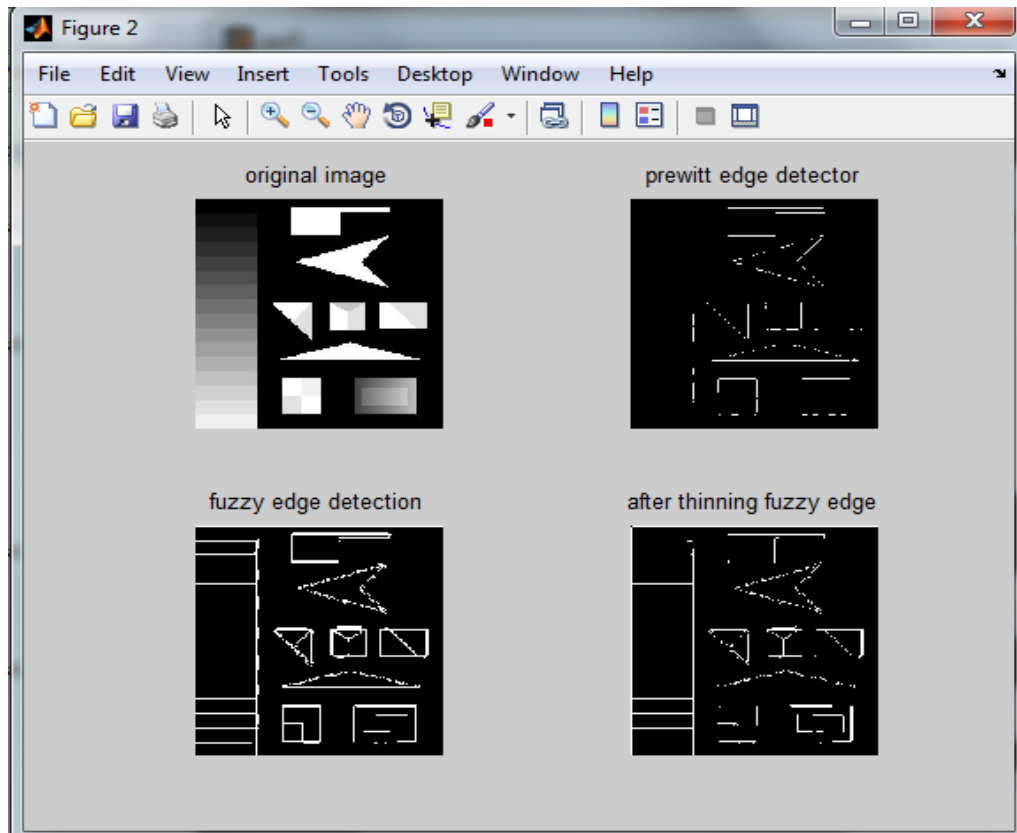 Figure 2
File Edit View Insert Tools Desktop Window Help
original image
prewitt edge detector
fuzzy edge detection
after thinning fuzzy edge